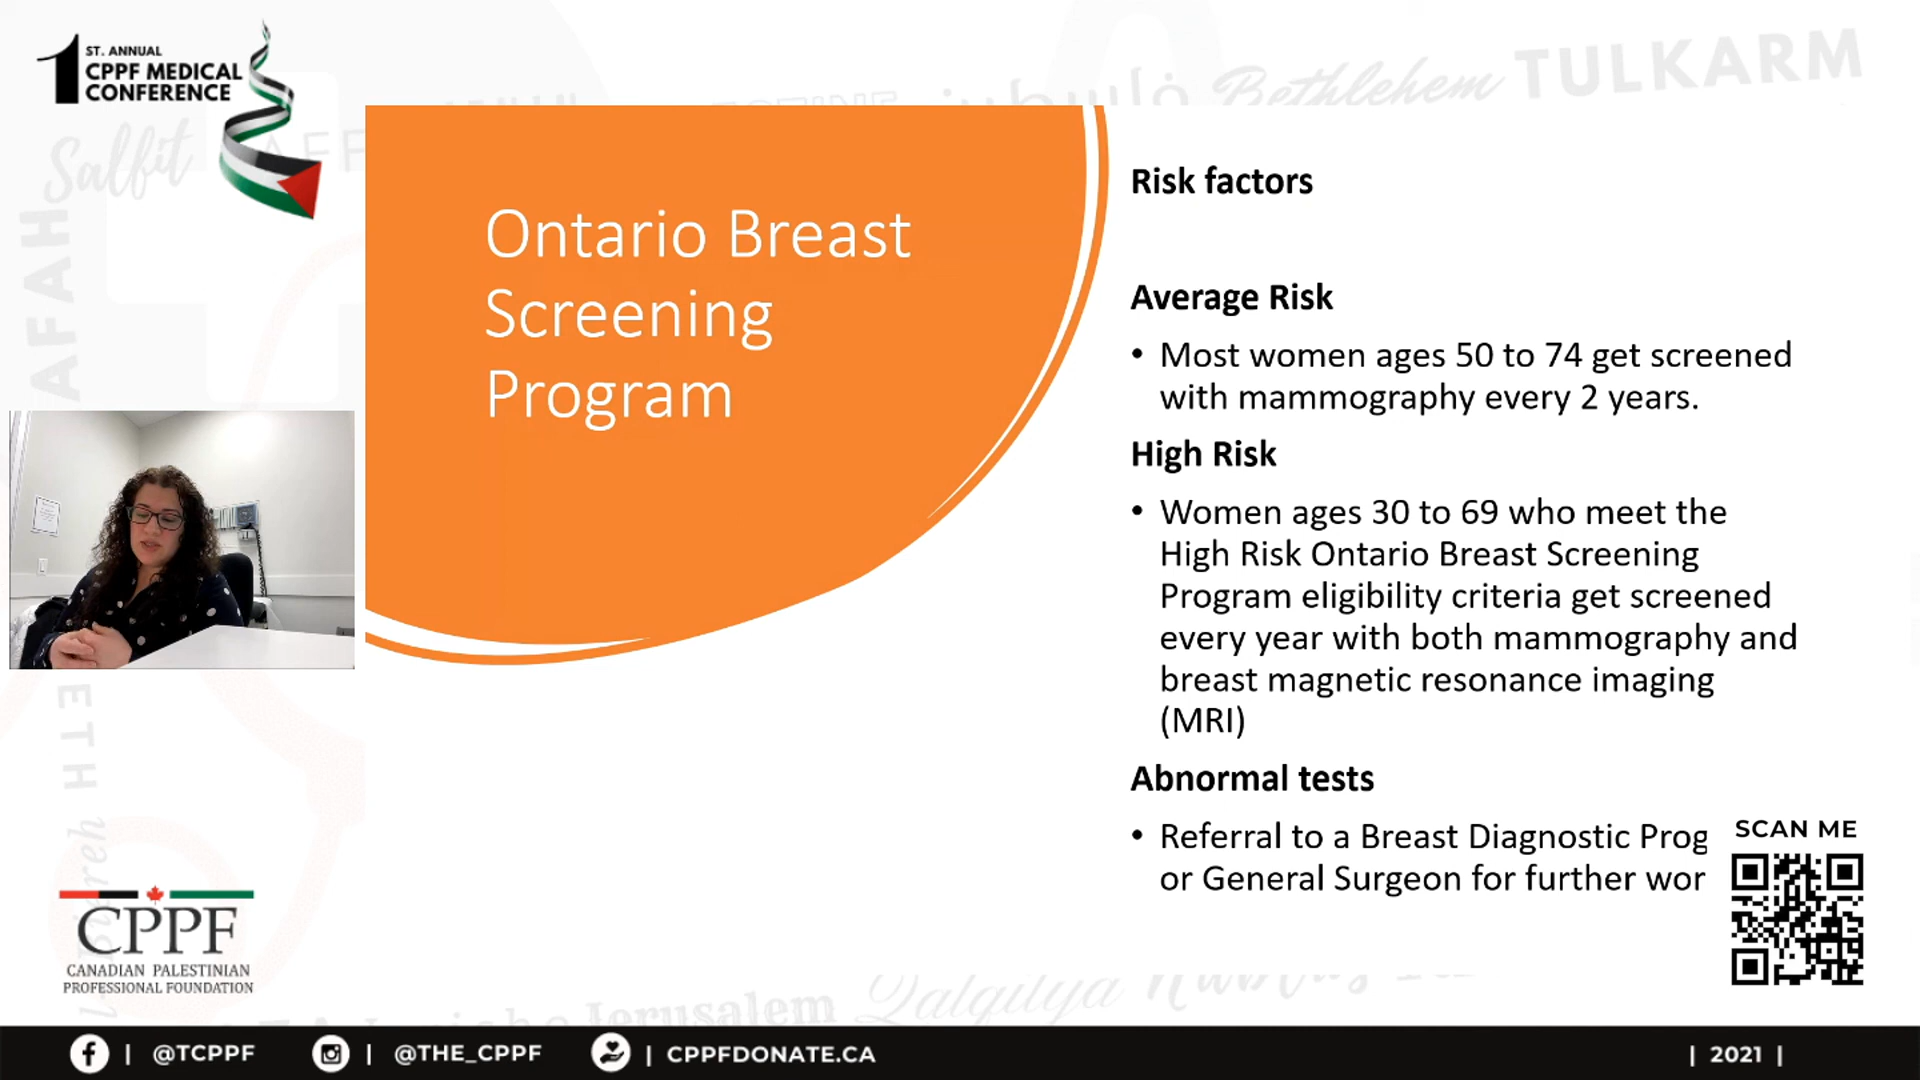 1
ST. ANNUAL
CPPF MEDICAL
CONFERENCE
Salfit
Bethlehem
TULKARM
فلسطين
AFAH
Ontario Breast
Screening
Program
Risk factors
Average Risk
• Most women ages 50 to 74 get screened
with mammography every 2 years.
High Risk
• Women ages 30 to 69 who meet the
High Risk Ontario Breast Screening
Program eligibility criteria get screened
every year with both mammography and
breast magnetic resonance imaging
(MRI)
Abnormal tests
• Referral to a Breast Diagnostic Prog
or General Surgeon for further wor
SCAN ME
CPPF
CANADIAN PALESTINIAN
PROFESSIONAL FOUNDATION
Jerusalem
Qalqilya
| @TCPPF
| @THE_CPPF
| CPPFDONATE.CA
| 2021 |